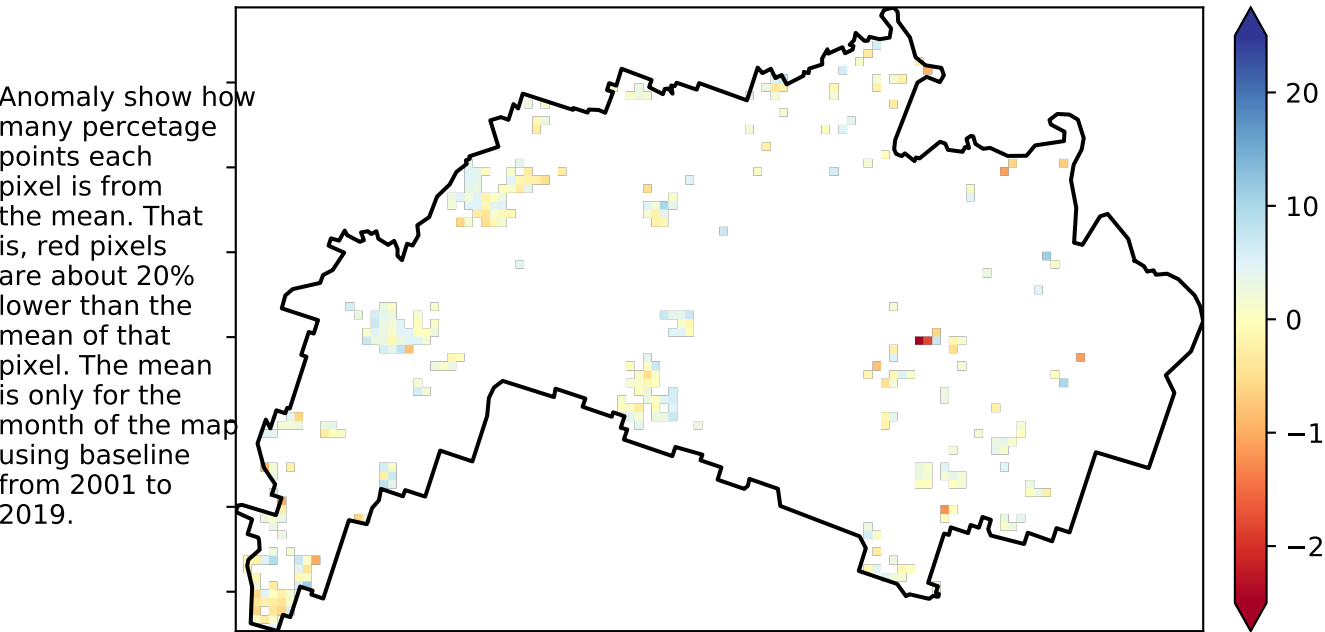 Anomaly show how
many percetage
points each
pixel is from
the mean. That
is, red pixels
are about 20%
lower than the
mean of that
pixel. The mean
is only for the
month of the map
using baseline
from 2001 to
2019.
20
10
0
−1
−2